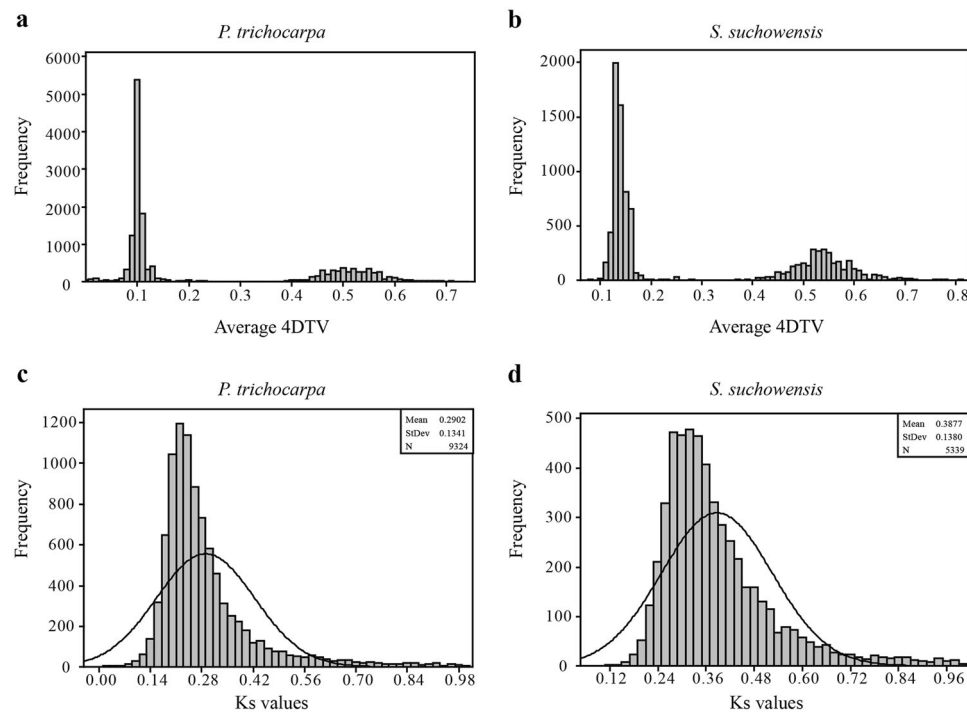 a
P. trichocarpa
6000
5000
4000
3000
2000
1000
0
Frequency
0.1 0.2 0.3 0.4 0.5 0.6 0.7
Average 4DTV
b
S. suchowensis
2000
1500
1000
500
0
Frequency
0.1 0.2 0.3 0.4 0.5 0.6 0.7 0.8
Average 4DTV
c
P. trichocarpa
1200
1000
800
600
400
200
0
Frequency
Mean 0.2902
StDev 0.1341
N 9324
0.00 0.14 0.28 0.42 0.56 0.70 0.84 0.98
Ks values
d
S. suchowensis
500
400
300
200
100
0
Frequency
Mean 0.3877
StDev 0.1380
N 5339
0.12 0.24 0.36 0.48 0.60 0.72 0.84 0.96
Ks values